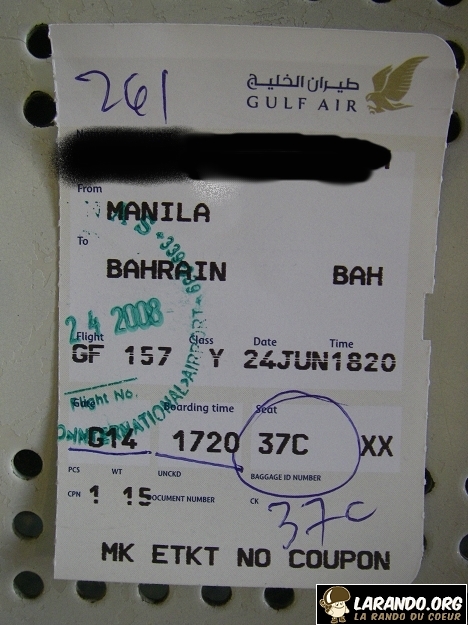 261
طيران الخليج
GULF AIR
From
MANILA
To
BAHRAIN BAH
24 2008
Flight Class Date Time
GF 157 Y 24JUN1820
Flight No.
INTERNATIONAL AIRPORT
Gate Boarding time Seat
G14 1720 37C XX
PCS WT UNCKD BAGGAGE ID NUMBER
CPN 1 15 DOCUMENT NUMBER CK
37C
MK ETKT NO COUPON
LARANDO.ORG
LA RANDO DU COEUR